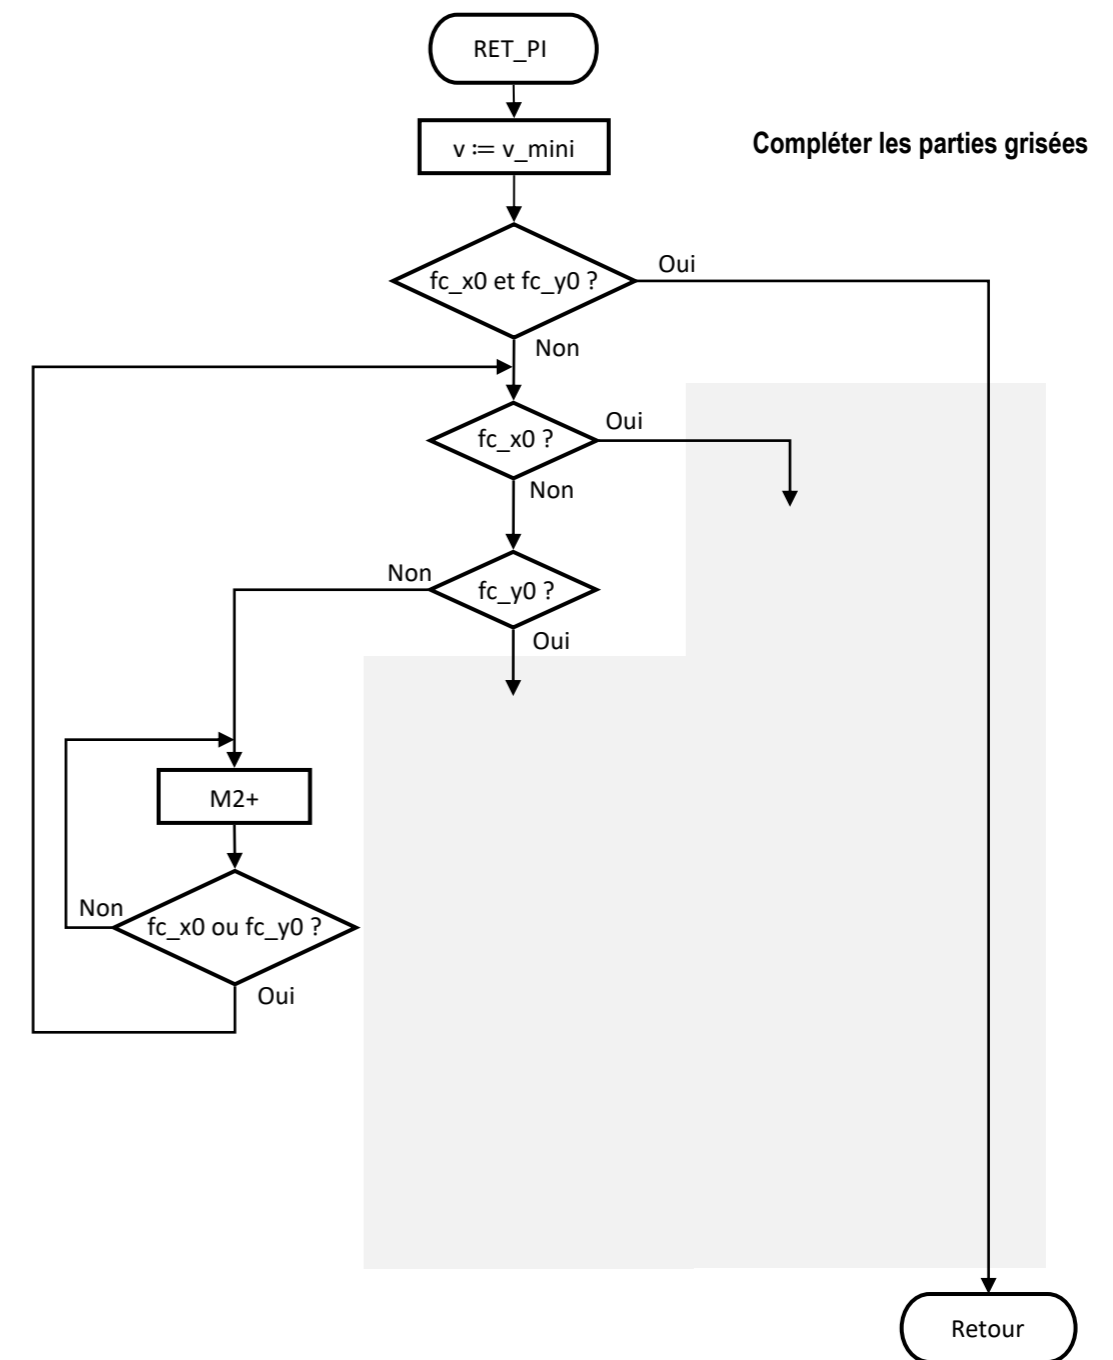 RET_PI
v := v_mini
Compléter les parties grisées
fc_x0 et fc_y0 ?
Oui
Non
fc_x0 ?
Oui
Non
Non
fc_y0 ?
Oui
M2+
Non
fc_x0 ou fc_y0 ?
Oui
Retour